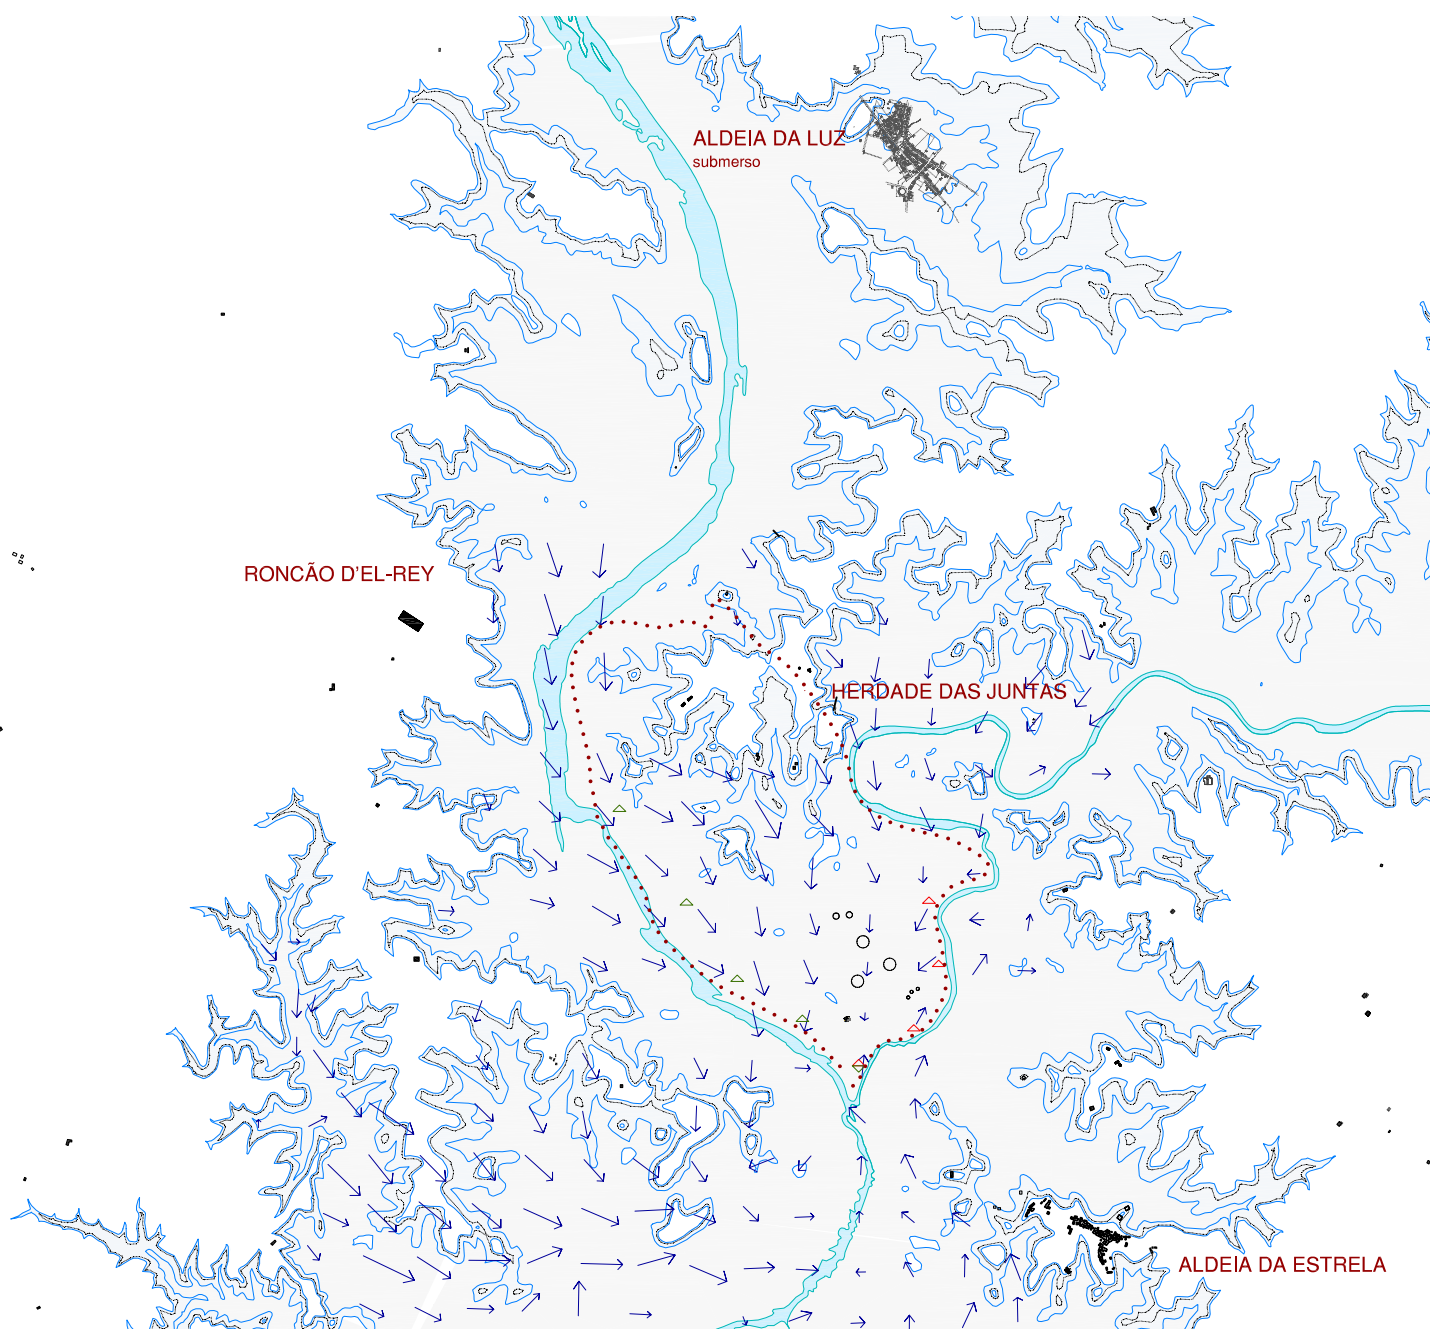 ALDEIA DA LUZ
submerso
RONCÃO D'EL-REY
HERDADE DAS JUNTAS
ALDEIA DA ESTRELA